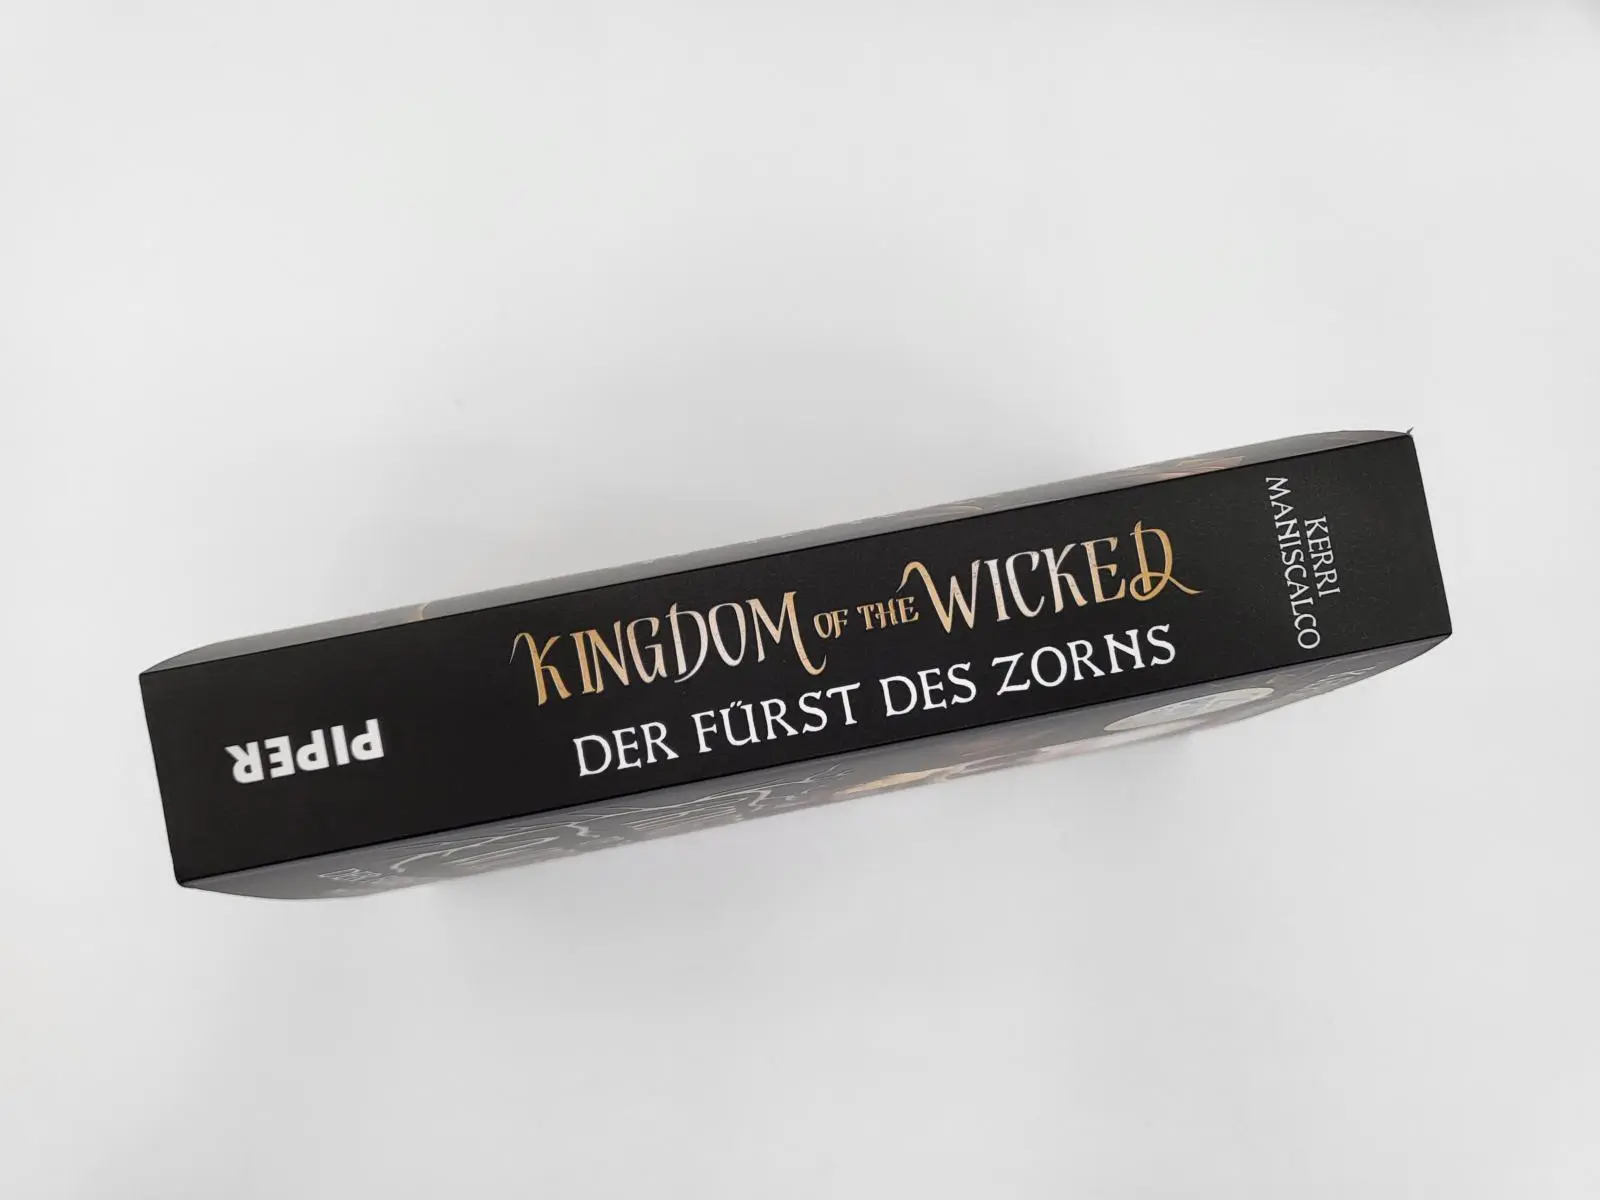 KERRI
MANISCALCO
KINGDOM OF THE WICKED
DER FÜRST DES ZORNS
PIPER